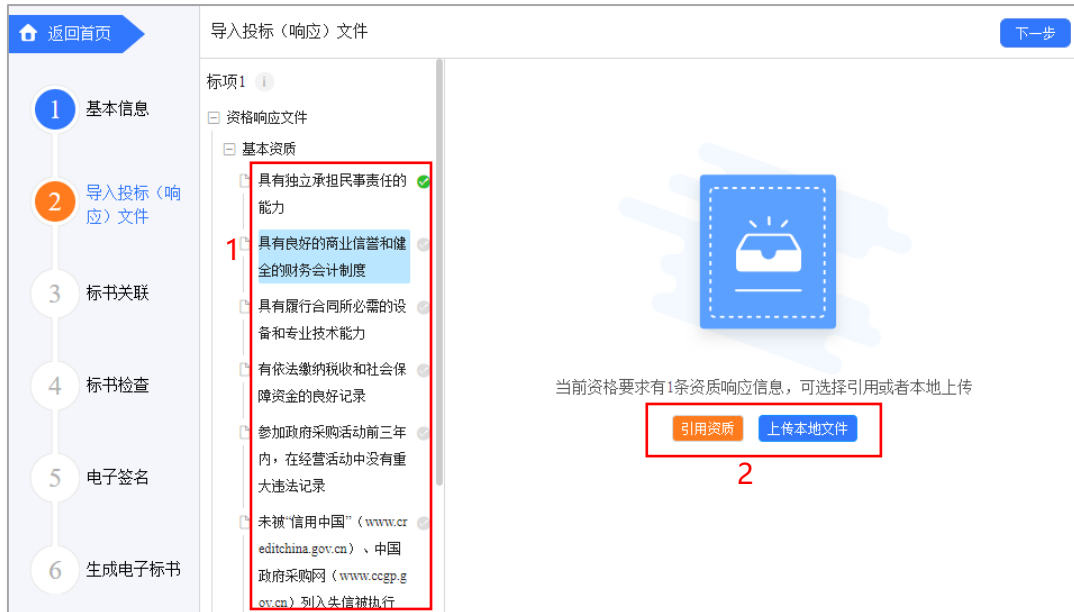 返回首页
导入投标（响应）文件
下一步
1
基本信息
2
导入投标（响
应）文件
3
标书关联
4
标书检查
5
电子签名
6
生成电子标书
标项1
i
资格响应文件
基本资质
1
具有独立承担民事责任的
能力
具有良好的商业信誉和健
全的财务会计制度
具有履行合同所必需的设
备和专业技术能力
有依法缴纳税收和社会保
障资金的良好记录
参加政府采购活动前三年
内，在经营活动中没有重
大违法记录
未被“信用中国”（www.cr
editchina.gov.cn）、中国
政府采购网（www.ccgp.g
ov.cn）列入失信被执行
当前资格要求有1条资质响应信息，可选择引用或者本地上传
引用资质
上传本地文件
2